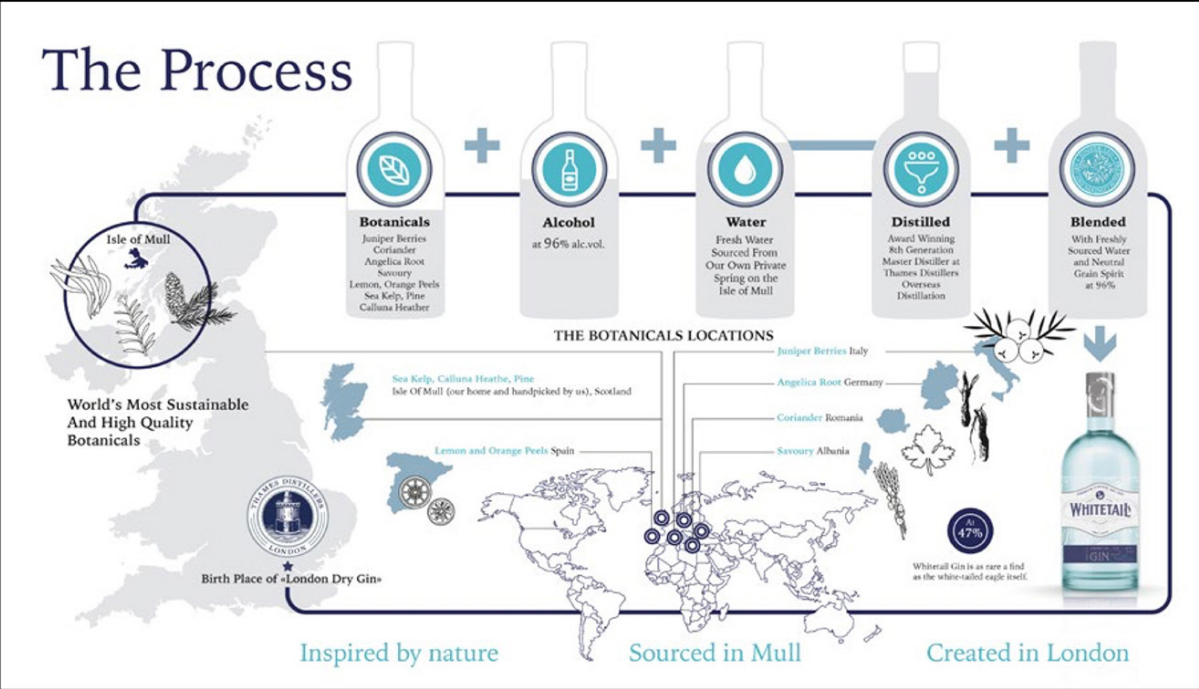 The Process
Botanicals
Juniper Berries
Coriander
Angelica Root
Savoury
Lemon, Orange Peels
Sea Kelp, Pine
Calluna Heather
Alcohol
at 96% alc.vol.
Water
Fresh Water
Sourced From
Our Own Private
Spring on the
Isle of Mull
Distilled
Award Winning
8th Generation
Master Distiller at
Thames Distillers
Overseas
Distillation
Blended
With Freshly
Sourced Water
and Neutral
Grain Spirit
at 96%
Isle of Mull
World's Most Sustainable
And High Quality
Botanicals
THE BOTANICALS LOCATIONS
Sea Kelp, Calluna Heathe, Pine
Isle Of Mull (our home and handpicked by us), Scotland
Lemon and Orange Peels Spain
Juniper Berries Italy
Angelica Root Germany
Coriander Romania
Savoury Albania
THAMES DISTILLERS
LONDON
Birth Place of «London Dry Gin»
At
47%
Whitetail Gin is as rare a find
as the white-tailed eagle itself.
WHITETAIL
GIN
Inspired by nature
Sourced in Mull
Created in London